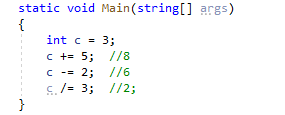 static void Main(string[] args)
{
int c = 3;
c += 5;  //8
c -= 2;  //6
c /= 3;  //2;
}